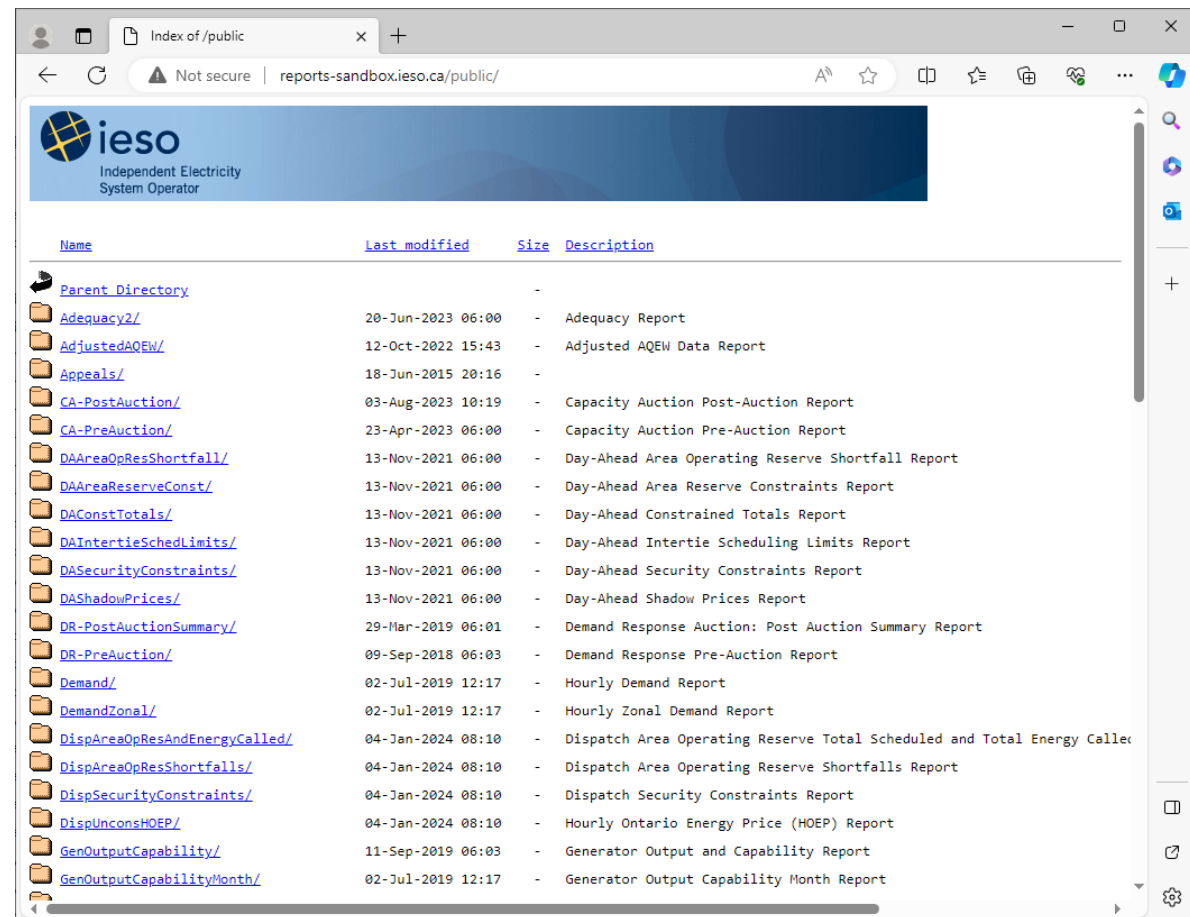 Index of /public
Not secure reports-sandbox.ieso.ca/public/
ieso
Independent Electricity
System Operator
Name Last modified Size Description
Parent Directory -
Adequacy2/ 20-Jun-2023 06:00 - Adequacy Report
AdjustedAQEW/ 12-Oct-2022 15:43 - Adjusted AQEW Data Report
Appeals/ 18-Jun-2015 20:16 -
CA-PostAuction/ 03-Aug-2023 10:19 - Capacity Auction Post-Auction Report
CA-PreAuction/ 23-Apr-2023 06:00 - Capacity Auction Pre-Auction Report
DAAreaOpResShortfall/ 13-Nov-2021 06:00 - Day-Ahead Area Operating Reserve Shortfall Report
DAAreaReserveConst/ 13-Nov-2021 06:00 - Day-Ahead Area Reserve Constraints Report
DAConstTotals/ 13-Nov-2021 06:00 - Day-Ahead Constrained Totals Report
DAIntertieSchedLimits/ 13-Nov-2021 06:00 - Day-Ahead Intertie Scheduling Limits Report
DASecurityConstraints/ 13-Nov-2021 06:00 - Day-Ahead Security Constraints Report
DAShadowPrices/ 13-Nov-2021 06:00 - Day-Ahead Shadow Prices Report
DR-PostAuctionSummary/ 29-Mar-2019 06:01 - Demand Response Auction: Post Auction Summary Report
DR-PreAuction/ 09-Sep-2018 06:03 - Demand Response Pre-Auction Report
Demand/ 02-Jul-2019 12:17 - Hourly Demand Report
DemandZonal/ 02-Jul-2019 12:17 - Hourly Zonal Demand Report
DispAreaOpResAndEnergyCalled/ 04-Jan-2024 08:10 - Dispatch Area Operating Reserve Total Scheduled and Total Energy Called
DispAreaOpResShortfalls/ 04-Jan-2024 08:10 - Dispatch Area Operating Reserve Shortfalls Report
DispSecurityConstraints/ 04-Jan-2024 08:10 - Dispatch Security Constraints Report
DispUnconsHOEP/ 04-Jan-2024 08:10 - Hourly Ontario Energy Price (HOEP) Report
GenOutputCapability/ 11-Sep-2019 06:03 - Generator Output and Capability Report
GenOutputCapabilityMonth/ 02-Jul-2019 12:17 - Generator Output Capability Month Report